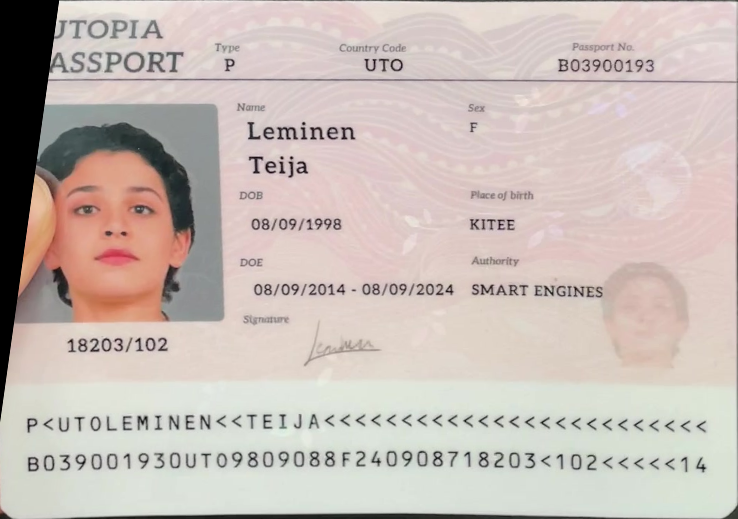 UTOPIA
PASSPORT
Type Country Code Passport No.
P UTO B03900193
Name Sex
Leminen F
Teija
DOB Place of birth
08/09/1998 KITEE
DOE Authority
08/09/2014 - 08/09/2024 SMART ENGINES
Signature
18203/102
Leminen
P<UTOLEMINEN<<TEIJA<<<<<<<<<<<<<<<<<<<<<<<<<
B039001930UTO9809088F240908718203<102<<<<<14